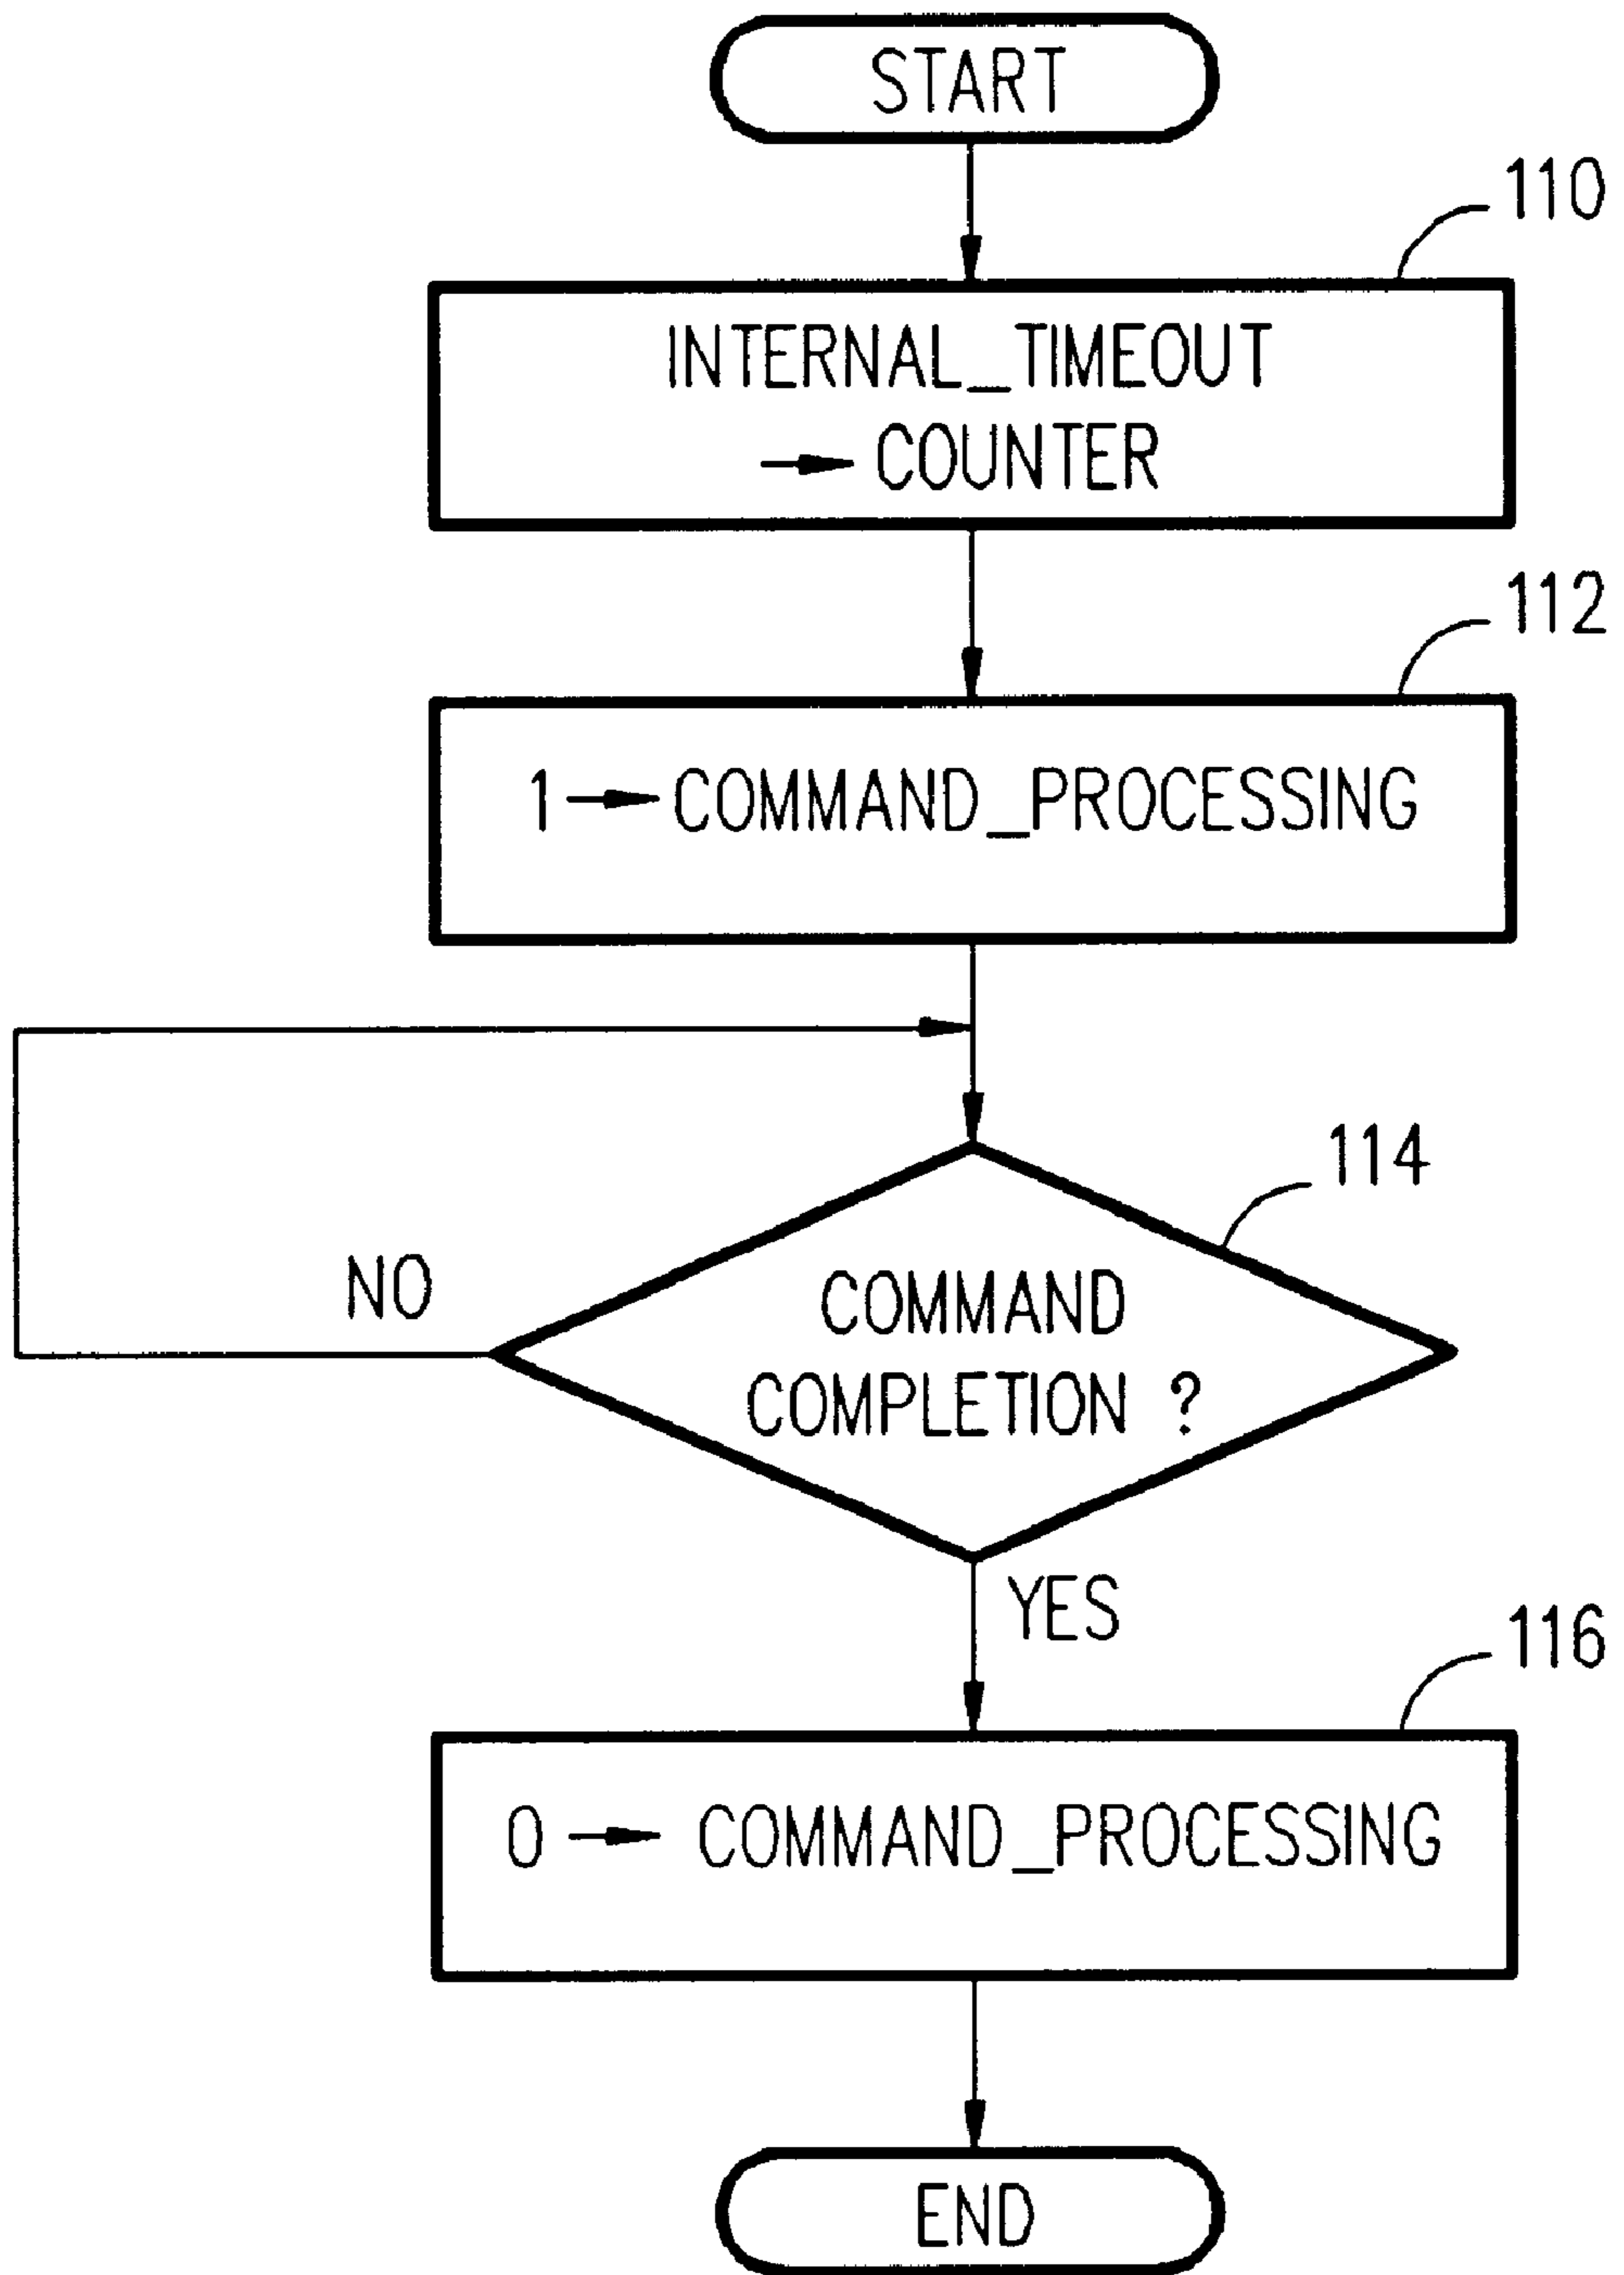 START
110
INTERNAL_TIMEOUT
→ COUNTER
112
1 → COMMAND_PROCESSING
114
NO
COMMAND
COMPLETION ?
YES
116
0 → COMMAND_PROCESSING
END